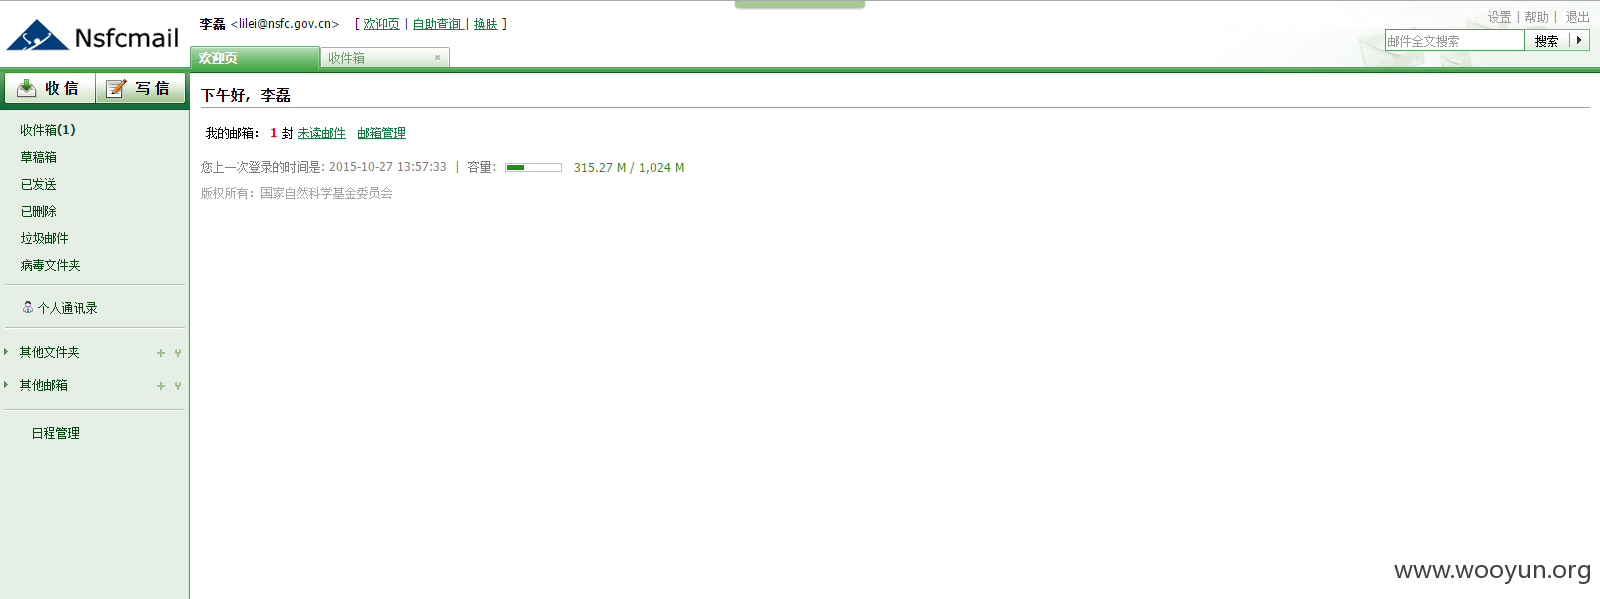 Nsfcmail
李磊 <lilei@nsfc.gov.cn> [ 欢迎页 | 自助查询 | 换肤 ]
设置 | 帮助 | 退出
邮件全文搜索 搜索
欢迎页 收件箱 ×
收信 写信
下午好，李磊
收件箱(1)
我的邮箱： 1 封 未读邮件 邮箱管理
草稿箱
您上一次登录的时间是: 2015-10-27 13:57:33 | 容量： 315.27 M / 1,024 M
已发送
版权所有：国家自然科学基金委员会
已删除
垃圾邮件
病毒文件夹
个人通讯录
其他文件夹 +
其他邮箱 +
日程管理
www.wooyun.org